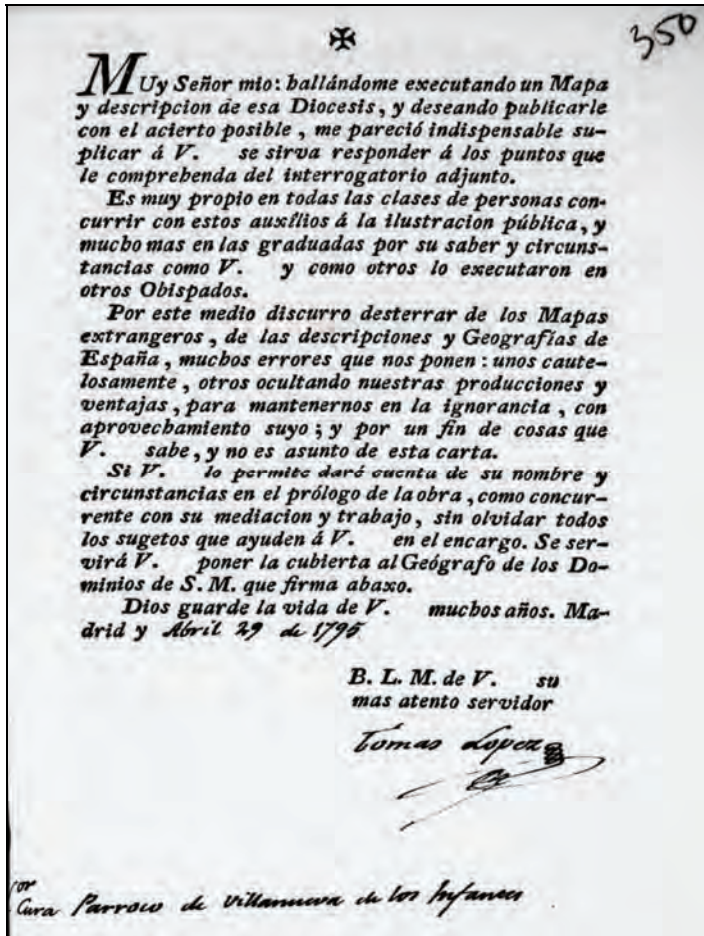 350
MUy Señor mio: hallándome executando un Mapa
y descripcion de esa Diocesis, y deseando publicarle
con el acierto posible, me pareció indispensable su-
plicar á V. se sirva responder á los puntos que
le comprehenda del interrogatorio adjunto.
Es muy propio en todas las clases de personas con-
currir con estos auxîlios á la ilustracion pública, y
mucho mas en las graduadas por su saber y circuns-
tancias como V. y como otros lo executaron en
otros Obispados.
Por este medio discurro desterrar de los Mapas
extrangeros, de las descripciones y Geografías de
España, muchos errores que nos ponen: unos caute-
losamente, otros ocultando nuestras producciones y
ventajas, para mantenernos en la ignorancia, con
aprovechamiento suyo; y por un fin de cosas que
V. sabe, y no es asunto de esta carta.
Si V. lo permite daré cuenta de su nombre y
circunstancias en el prólogo de la obra, como concur-
rente con su mediacion y trabajo, sin olvidar todos
los sugetos que ayuden á V. en el encargo. Se ser-
virá V. poner la cubierta al Geógrafo de los Do-
minios de S. M. que firma abaxo.
Dios guarde la vida de V. muchos años. Ma-
drid y Abril 29 de 1795
B. L. M. de V. su
mas atento servidor
Tomas Lopez
or
Cura Parroco de Villanueva de los Infantes